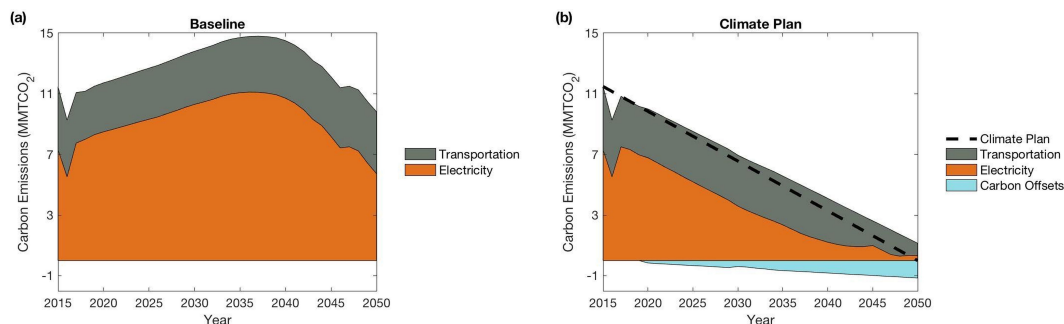 (a)
Baseline
Carbon Emissions (MMTCO2)
15
11
7
3
-1
2015 2020 2025 2030 2035 2040 2045 2050
Year
Transportation
Electricity
(b)
Climate Plan
Carbon Emissions (MMTCO2)
15
11
7
3
-1
2015 2020 2025 2030 2035 2040 2045 2050
Year
Climate Plan
Transportation
Electricity
Carbon Offsets